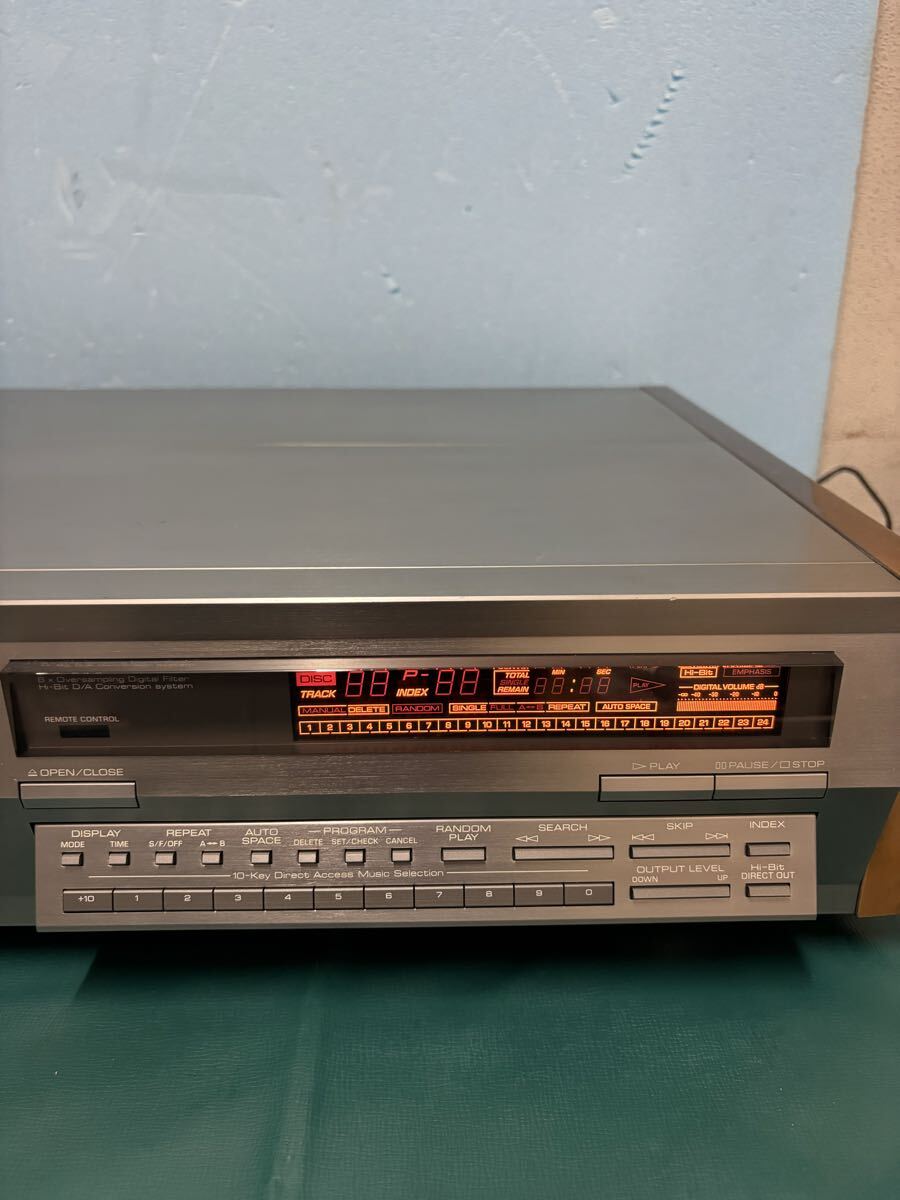 8 x Oversampling Digital Filter
Hi-Bit D/A Conversion system
REMOTE CONTROL
DISC P-
TRACK INDEX
TOTAL
SINGLE
REMAIN
MIN SEC
PLAY
Hi-Bit EMPHASIS
DIGITAL VOLUME dB
MANUAL DELETE RANDOM SINGLE FULL A↔B REPEAT AUTO SPACE
1 2 3 4 5 6 7 8 9 10 11 12 13 14 15 16 17 18 19 20 21 22 23 24
OPEN/CLOSE
PLAY
PAUSE/STOP
DISPLAY
MODE TIME
REPEAT
S/F/OFF A↔B
AUTO
SPACE
PROGRAM
DELETE SET/CHECK CANCEL
RANDOM
PLAY
SEARCH
SKIP
INDEX
OUTPUT LEVEL
DOWN UP
Hi-Bit
DIRECT OUT
10-Key Direct Access Music Selection
+10 1 2 3 4 5 6 7 8 9 0